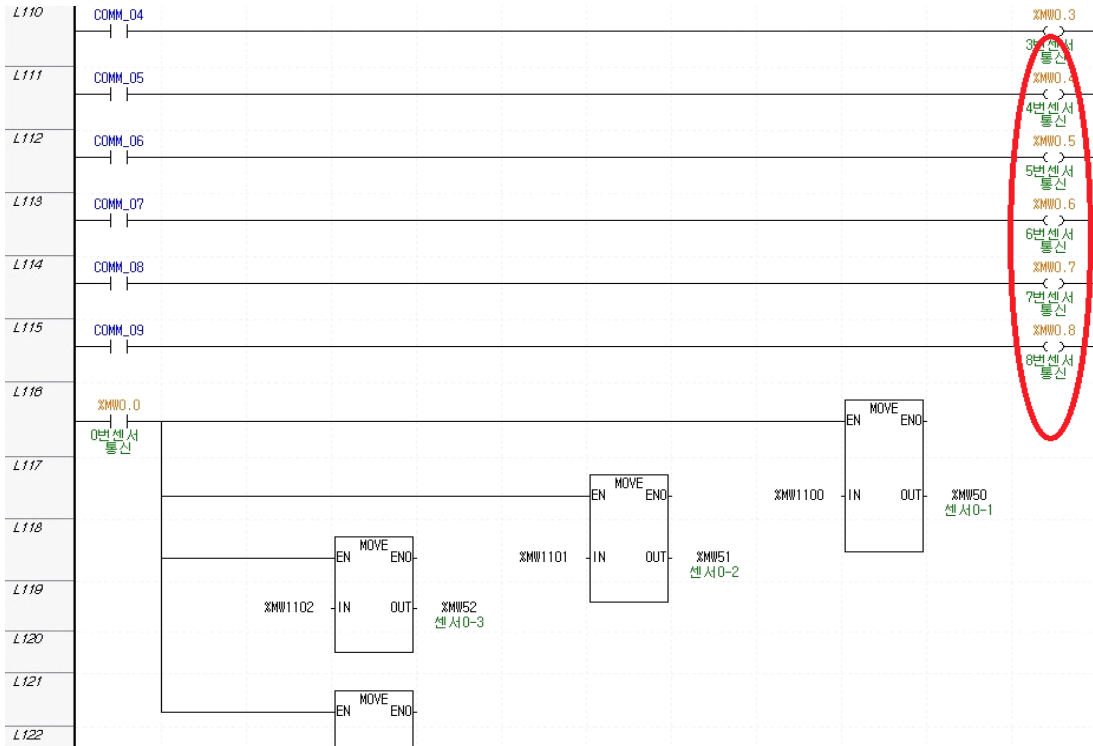 L110
COMM_04
%MW0.3
3번센서
통신
L111
COMM_05
%MW0.4
4번센서
통신
L112
COMM_06
%MW0.5
5번센서
통신
L113
COMM_07
%MW0.6
6번센서
통신
L114
COMM_08
%MW0.7
7번센서
통신
L115
COMM_09
%MW0.8
8번센서
통신
L116
%MW0.0
0번센서
통신
MOVE
EN ENO
%MW1100 IN OUT %MW50
센서0-1
L117
MOVE
EN ENO
L118
%MW1101 IN OUT %MW51
센서0-2
MOVE
EN ENO
L119
%MW1102 IN OUT %MW52
센서0-3
L120
L121
MOVE
EN ENO
L122